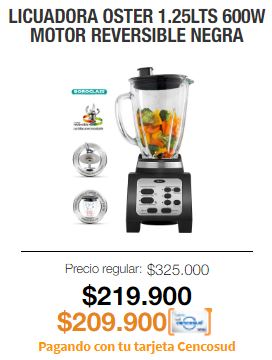 LICUADORA OSTER 1.25LTS 600W
MOTOR REVERSIBLE NEGRA
BOROCLASS
Precio regular: $325.000
$219.900
$209.900
cencosud
Pagando con tu tarjeta Cencosud